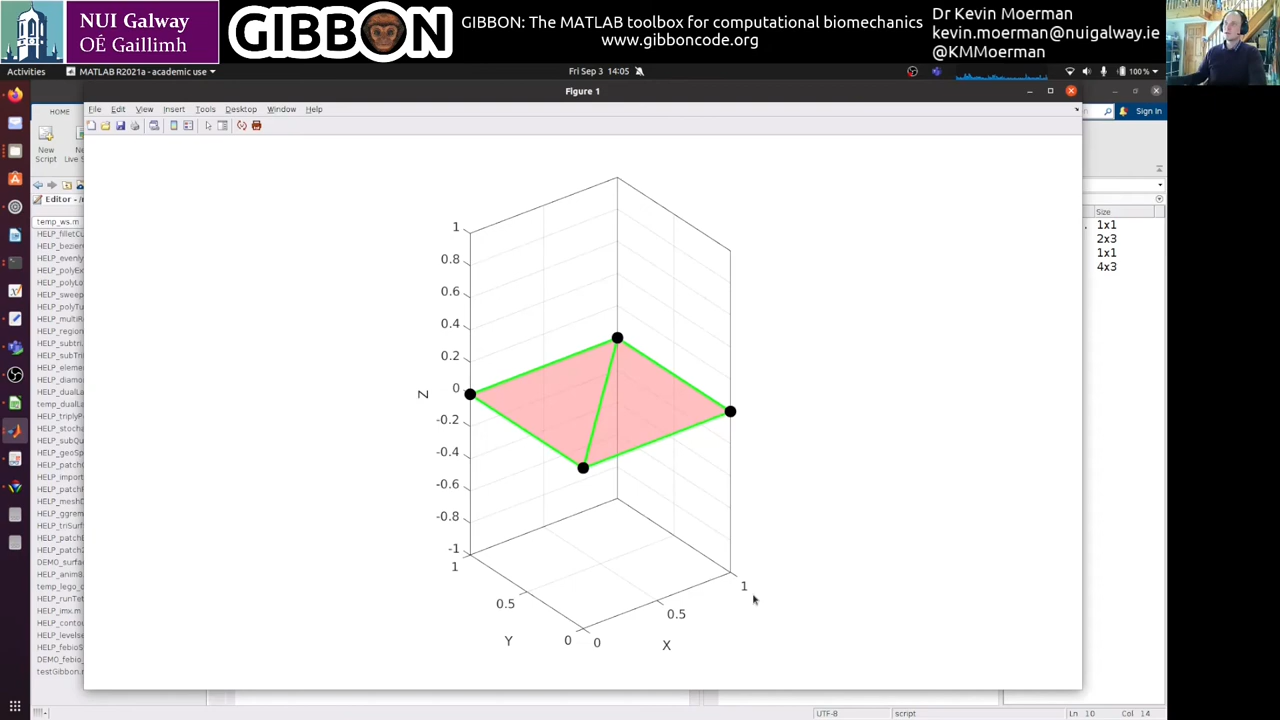 NUI Galway
OÉ Gaillimh
GIBBON
GIBBON: The MATLAB toolbox for computational biomechanics
www.gibboncode.org
Dr Kevin Moerman
kevin.moerman@nuigalway.ie
@KMMoerman
Activities
MATLAB R2021a - academic use
Fri Sep 3 14:05
100%
Figure 1
File Edit View Insert Tools Desktop Window Help
HOME
Sign In
New
Script
Ne
Live S
Editor - /
temp_ws.m
HELP_filletCu
HELP_bezier
HELP_evenly
HELP_polyEx
HELP_polyLo
HELP_sweep
HELP_polyTu
HELP_multiR
HELP_region
HELP_subtri.
HELP_subTri
HELP_eleme
HELP_diamo
HELP_dualLa
temp_dualLa
HELP_triplyP
HELP_stocha
HELP_subQu
HELP_geoSp
HELP_patchC
HELP_import
HELP_patchF
HELP_meshD
HELP_ggrem
HELP_triSurf
HELP_patchE
HELP_patch2
DEMO_surfa
HELP_anim8
temp_lego_c
HELP_runTet
HELP_imx.m
HELP_contou
HELP_levelse
HELP_febioS
DEMO_febio_
testGibbon.m
Size
1x1
2x3
1x1
4x3
1
0.8
0.6
0.4
0.2
0
-0.2
-0.4
-0.6
-0.8
-1
Z
1
0.5
0
Y
0
0.5
1
X
UTF-8
script
Ln 10
Col 14